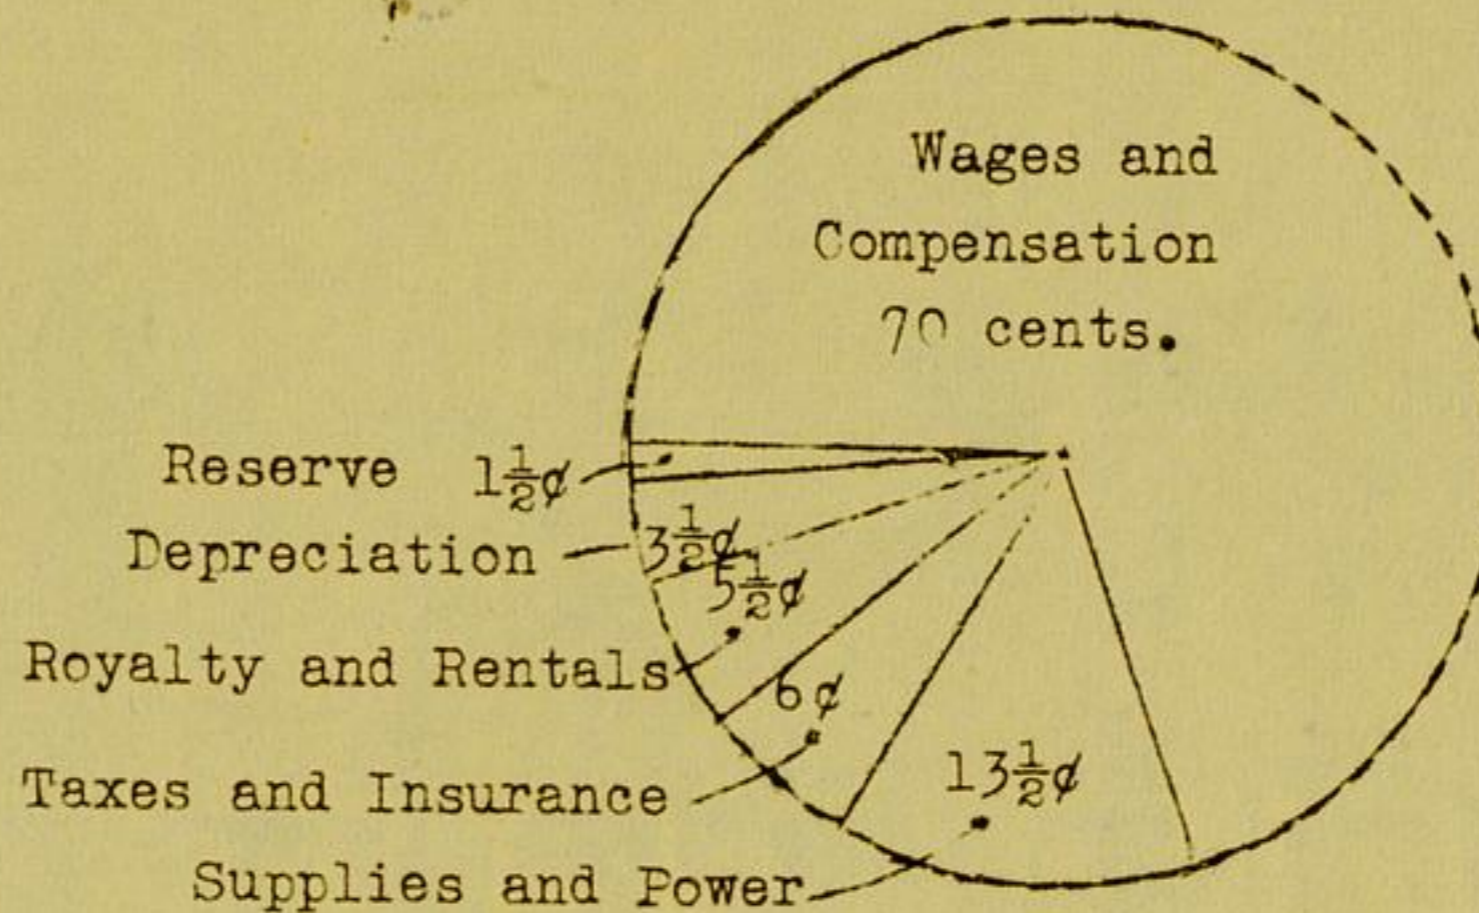 Wages and
Compensation
70 cents.
Reserve 1½¢
Depreciation 3½¢
5½¢
Royalty and Rentals
6¢
Taxes and Insurance
13½¢
Supplies and Power